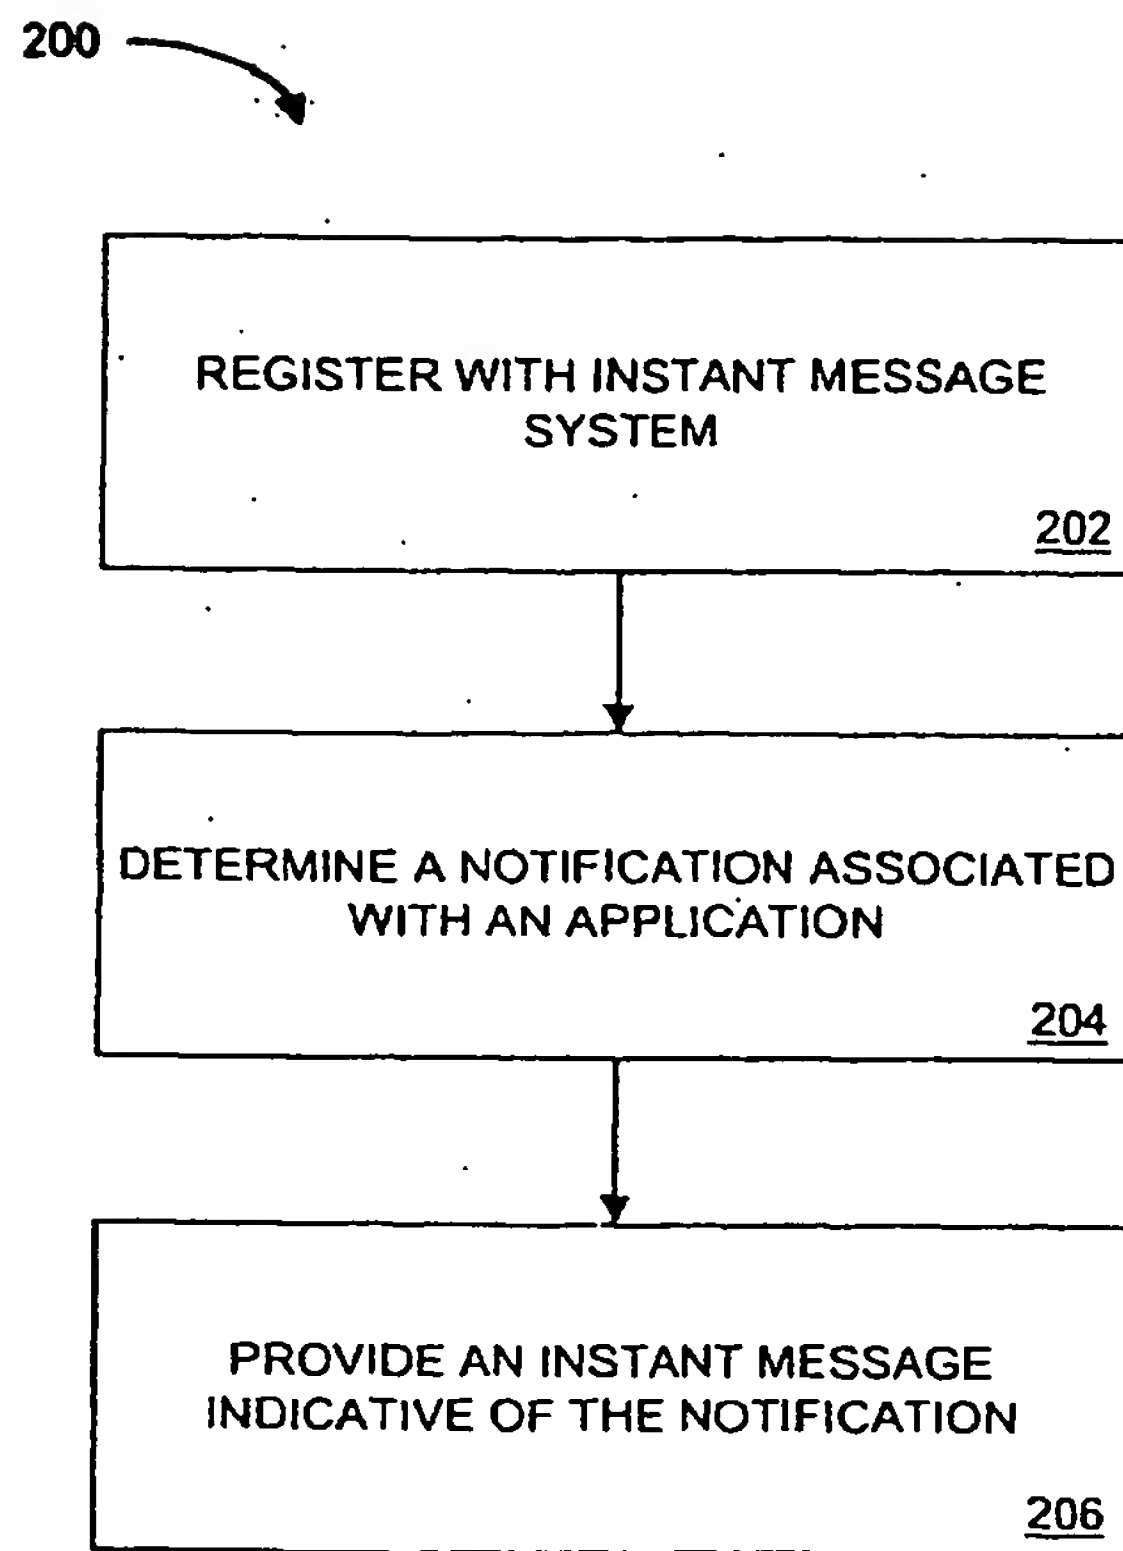 200
REGISTER WITH INSTANT MESSAGE
SYSTEM
202
DETERMINE A NOTIFICATION ASSOCIATED
WITH AN APPLICATION
204
PROVIDE AN INSTANT MESSAGE
INDICATIVE OF THE NOTIFICATION
206